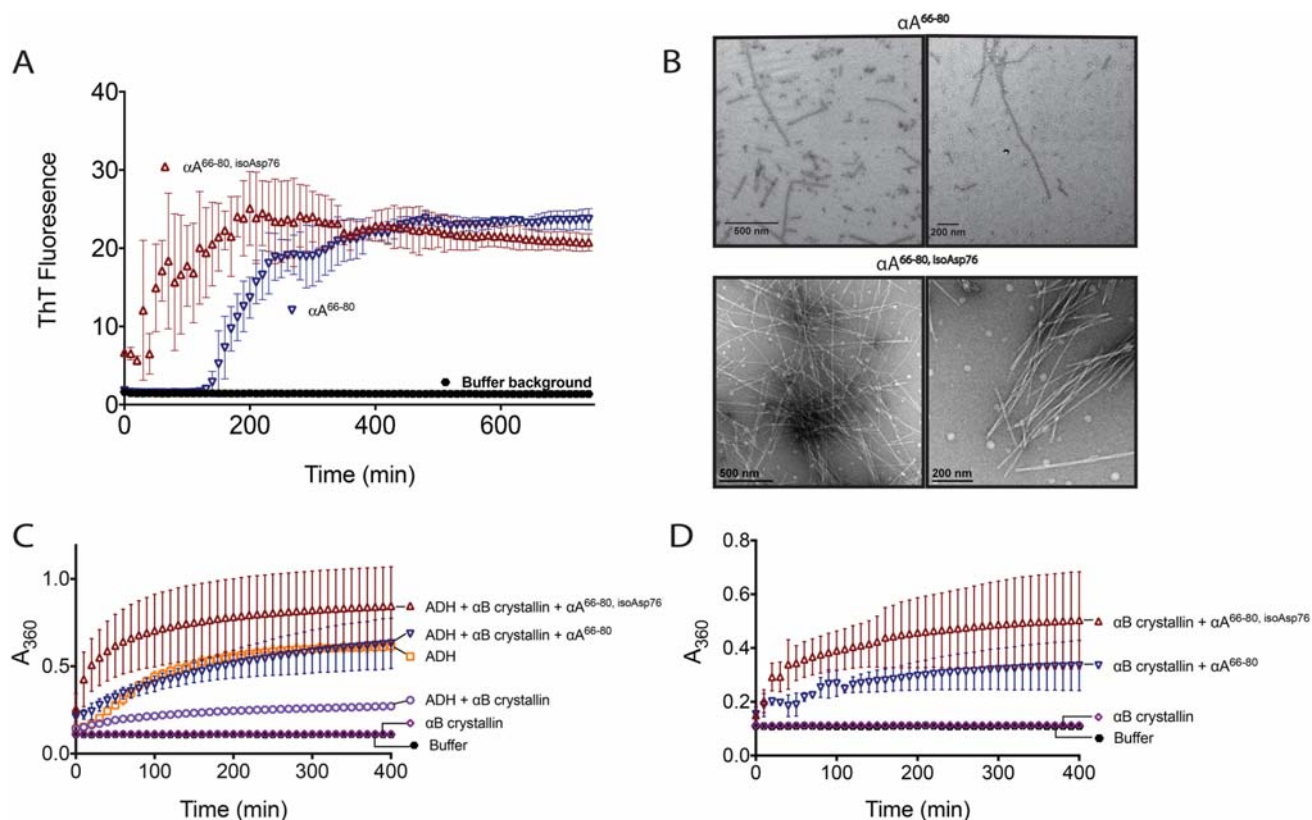 A
ThT Fluoresence
40
30
20
10
0
αA66-80, isoAsp76
αA66-80
Buffer background
0
200
400
600
Time (min)
B
αA66-80
500 nm
200 nm
αA66-80, isoAsp76
500 nm
200 nm
C
A360
1.0
0.5
0.0
ADH + αB crystallin + αA66-80, isoAsp76
ADH + αB crystallin + αA66-80
ADH
ADH + αB crystallin
αB crystallin
Buffer
0
100
200
300
400
Time (min)
D
A360
0.8
0.6
0.4
0.2
0.0
αB crystallin + αA66-80, isoAsp76
αB crystallin + αA66-80
αB crystallin
Buffer
0
100
200
300
400
Time (min)